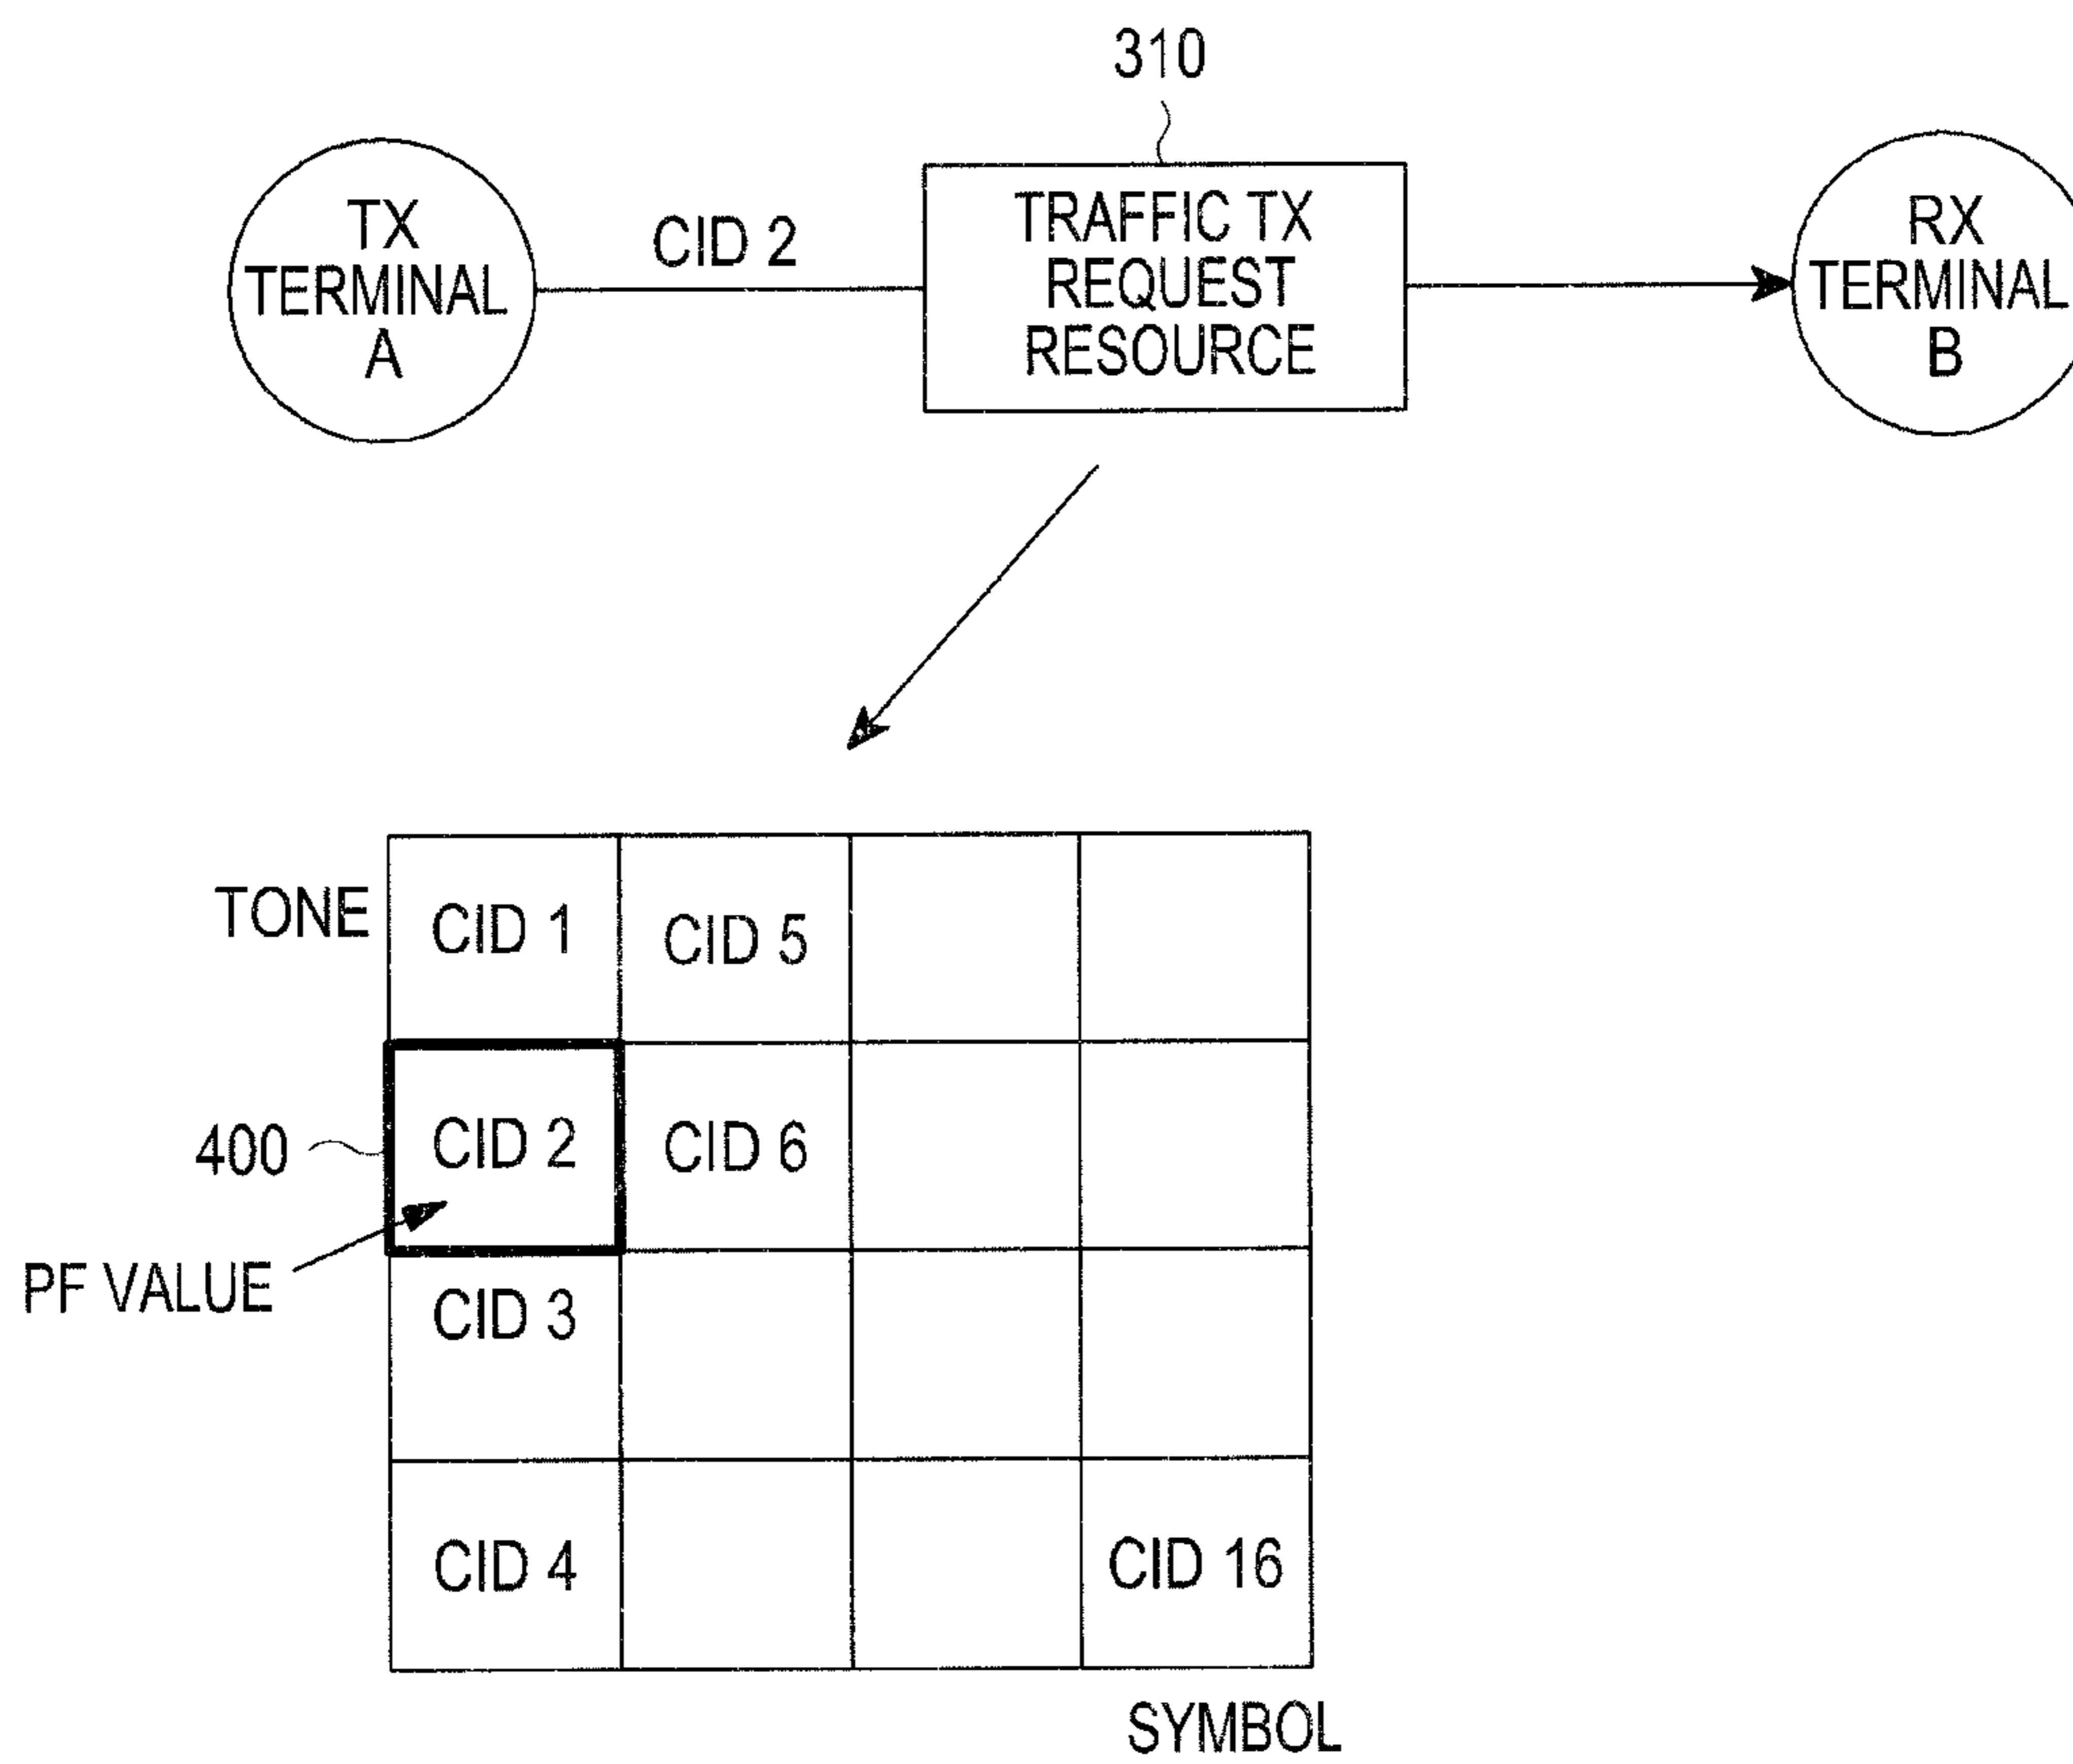 310
TX
TERMINAL
A
CID 2
TRAFFIC TX
REQUEST
RESOURCE
RX
TERMINAL
B
TONE
CID 1
CID 5
400
CID 2
CID 6
PF VALUE
CID 3
CID 4
CID 16
SYMBOL